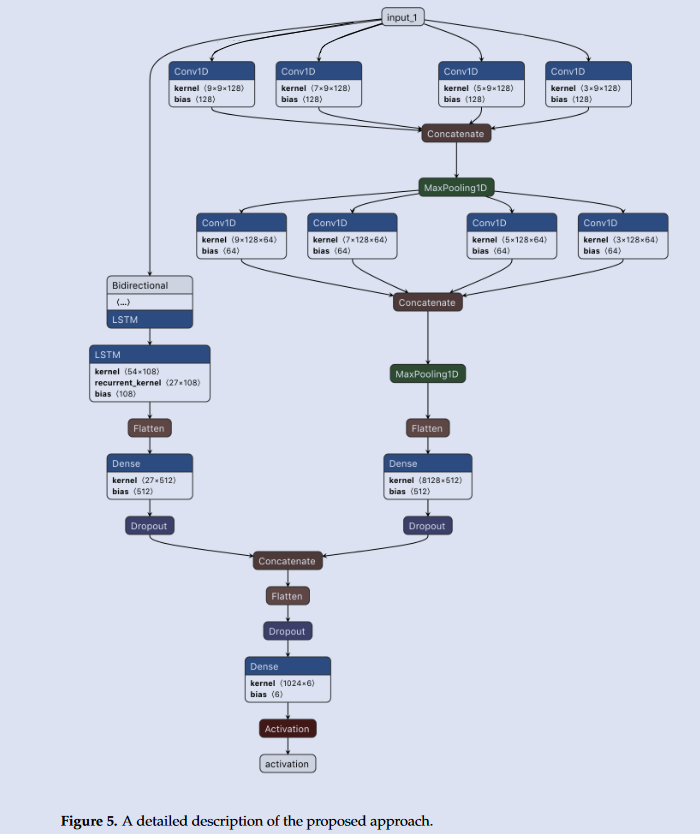 input_1
Conv1D
kernel ⟨9×9×128⟩
bias ⟨128⟩
Conv1D
kernel ⟨7×9×128⟩
bias ⟨128⟩
Conv1D
kernel ⟨5×9×128⟩
bias ⟨128⟩
Conv1D
kernel ⟨3×9×128⟩
bias ⟨128⟩
Concatenate
MaxPooling1D
Conv1D
kernel ⟨9×128×64⟩
bias ⟨64⟩
Conv1D
kernel ⟨7×128×64⟩
bias ⟨64⟩
Conv1D
kernel ⟨5×128×64⟩
bias ⟨64⟩
Conv1D
kernel ⟨3×128×64⟩
bias ⟨64⟩
Bidirectional
⟨…⟩
LSTM
Concatenate
LSTM
kernel ⟨54×108⟩
recurrent_kernel ⟨27×108⟩
bias ⟨108⟩
MaxPooling1D
Flatten
Flatten
Dense
kernel ⟨27×512⟩
bias ⟨512⟩
Dense
kernel ⟨8128×512⟩
bias ⟨512⟩
Dropout
Dropout
Concatenate
Flatten
Dropout
Dense
kernel ⟨1024×6⟩
bias ⟨6⟩
Activation
activation
Figure 5. A detailed description of the proposed approach.